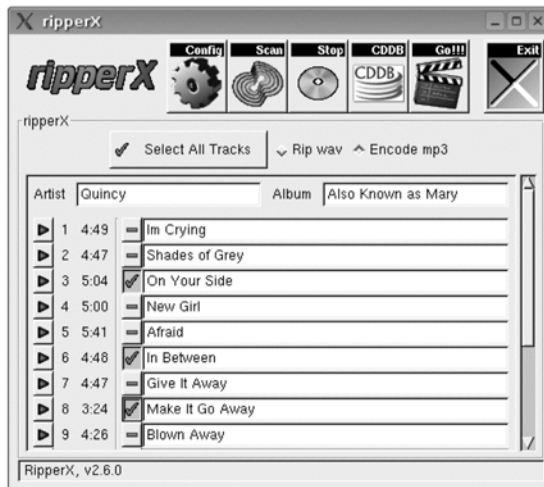 ripperX
Config Scan Stop CDDB Go!!! Exit
ripperX CDDB
ripperX
Select All Tracks Rip wav Encode mp3
Artist Quincy Album Also Known as Mary
1 4:49 Im Crying
2 4:47 Shades of Grey
3 5:04 On Your Side
4 5:00 New Girl
5 5:41 Afraid
6 4:48 In Between
7 4:47 Give It Away
8 3:24 Make It Go Away
9 4:26 Blown Away
RipperX, v2.6.0